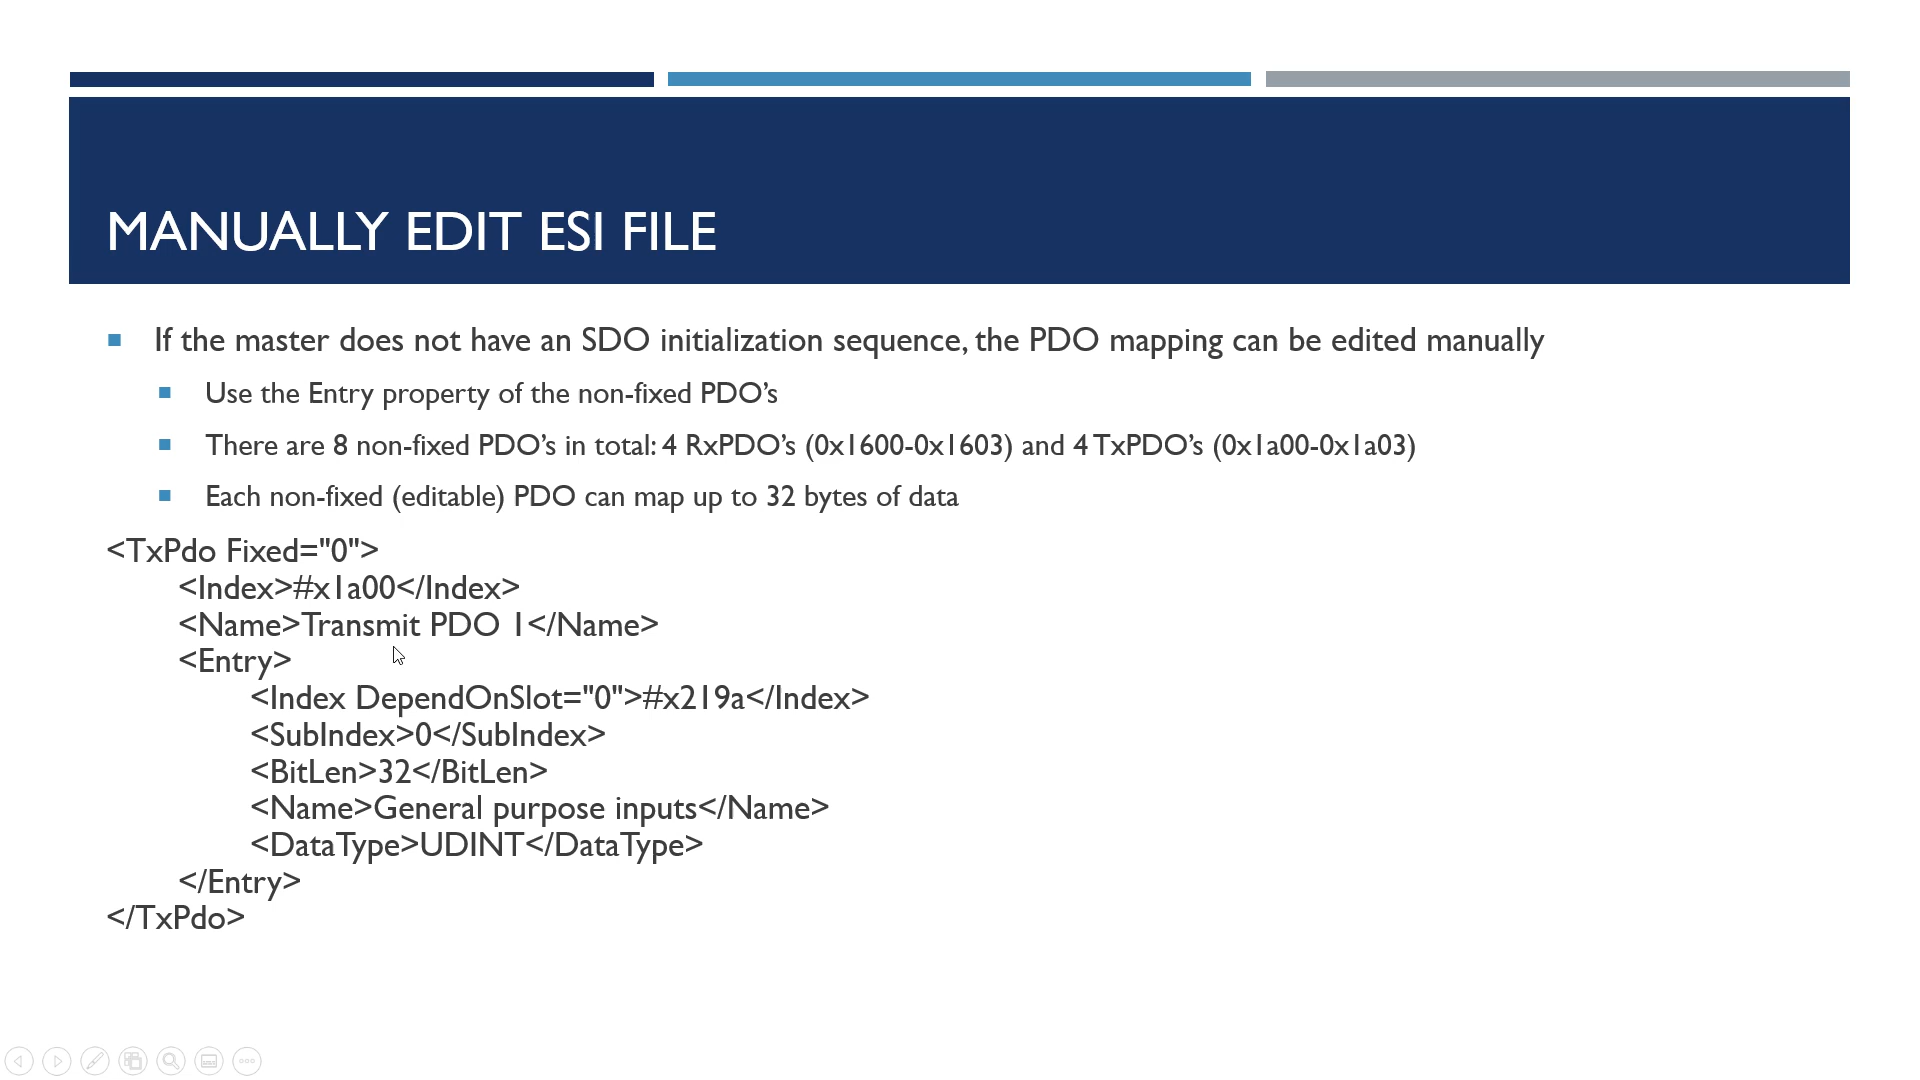 MANUALLY EDIT ESI FILE
If the master does not have an SDO initialization sequence, the PDO mapping can be edited manually
Use the Entry property of the non-fixed PDO’s
There are 8 non-fixed PDO’s in total: 4 RxPDO’s (0x1600-0x1603) and 4 TxPDO’s (0x1a00-0x1a03)
Each non-fixed (editable) PDO can map up to 32 bytes of data
<TxPdo Fixed="0">
<Index>#x1a00</Index>
<Name>Transmit PDO 1</Name>
<Entry>
<Index DependOnSlot="0">#x219a</Index>
<SubIndex>0</SubIndex>
<BitLen>32</BitLen>
<Name>General purpose inputs</Name>
<DataType>UDINT</DataType>
</Entry>
</TxPdo>